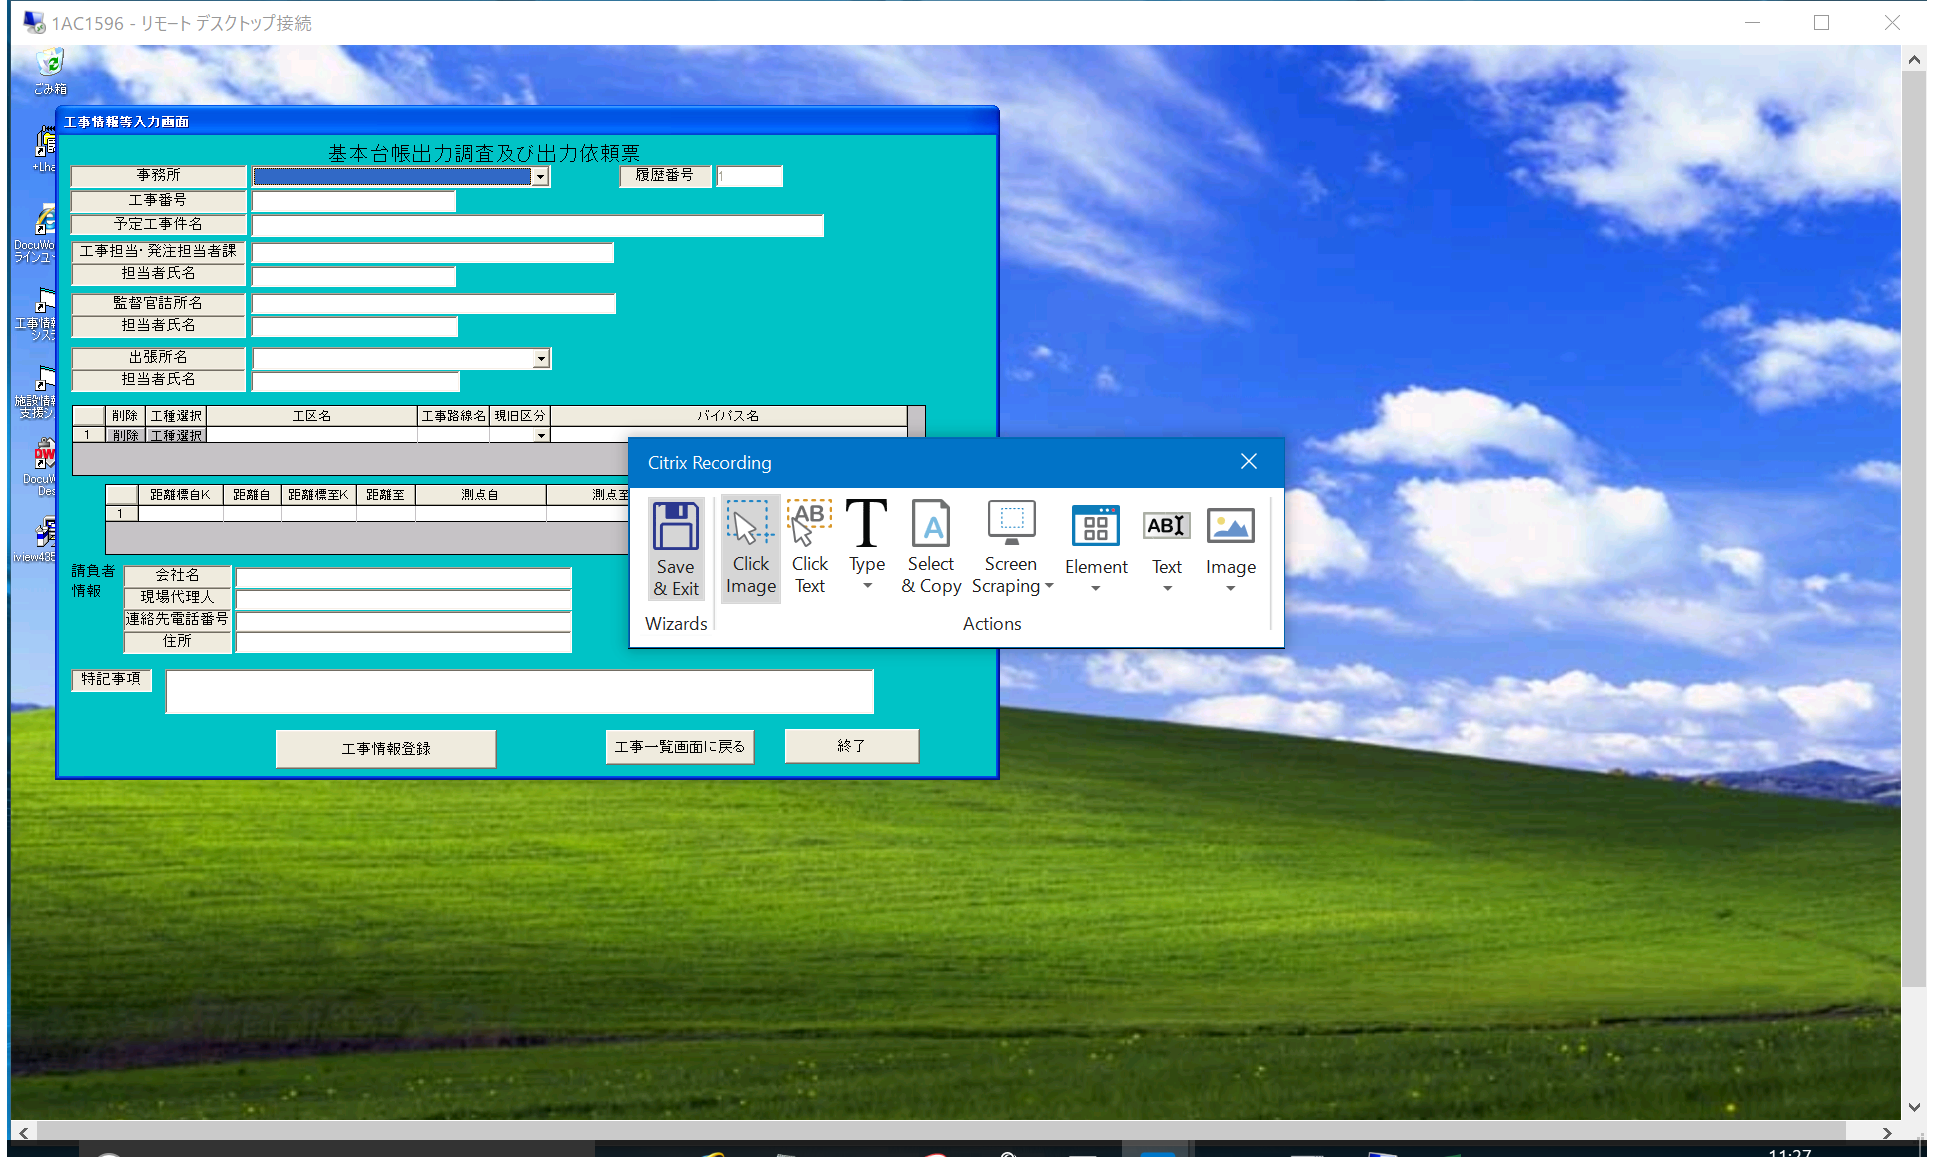 1AC1596 - リモート デスクトップ接続
ごみ箱
工事情報等入力画面
基本台帳出力調査及び出力依頼票
事務所
履歴番号
1
工事番号
予定工事件名
工事担当・発注担当者課
担当者氏名
監督官詰所名
担当者氏名
出張所名
担当者氏名
+Lha
DocuWo
ラインユー
工事情報
シス
施設情報
支援シ
DocuW
Des
iview48
削除 工種選択 工区名 工事路線名 現旧区分 バイパス名
1 削除 工種選択
距離標自K 距離自 距離標至K 距離至 測点自 測点至
1
請負者
情報
会社名
現場代理人
連絡先電話番号
住所
特記事項
工事情報登録
工事一覧画面に戻る
終了
Citrix Recording
Save
& Exit
Click
Image
Click
Text
Type
Select
& Copy
Screen
Scraping
Element
Text
Image
Wizards
Actions
AB
T
A
ABI
11:27